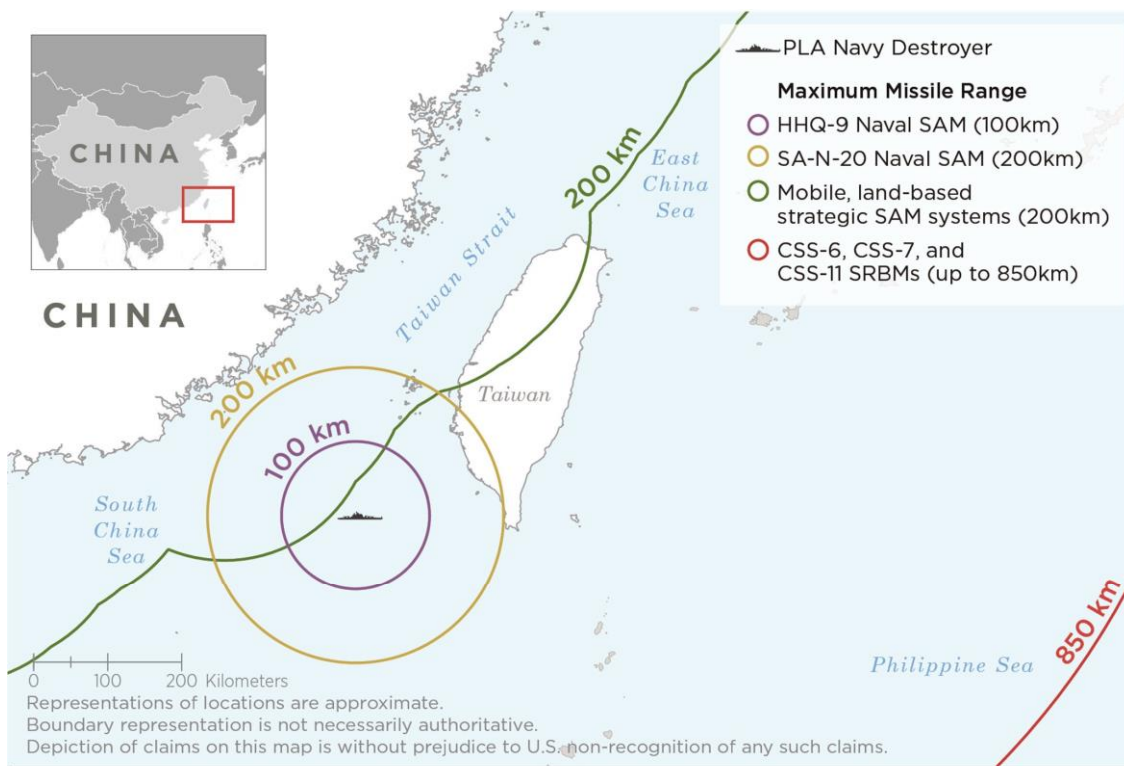 CHINA
PLA Navy Destroyer
Maximum Missile Range
HHQ-9 Naval SAM (100km)
SA-N-20 Naval SAM (200km)
Mobile, land-based
strategic SAM systems (200km)
CSS-6, CSS-7, and
CSS-11 SRBMs (up to 850km)
200 km
East
China
Sea
Taiwan Strait
CHINA
200 km
Taiwan
100 km
South
China
Sea
850 km
Philippine Sea
0 100 200 Kilometers
Representations of locations are approximate.
Boundary representation is not necessarily authoritative.
Depiction of claims on this map is without prejudice to U.S. non-recognition of any such claims.